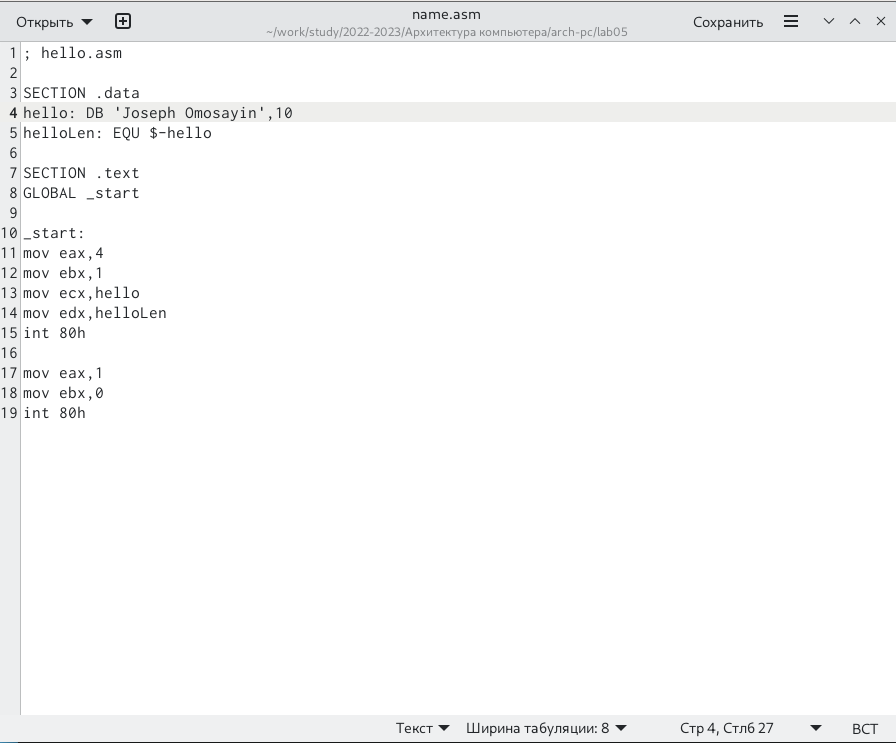 Открыть
name.asm
~/work/study/2022-2023/Архитектура компьютера/arch-pc/lab05
Сохранить
1 ; hello.asm
2
3 SECTION .data
4 hello: DB 'Joseph Omosayin',10
5 helloLen: EQU $-hello
6
7 SECTION .text
8 GLOBAL _start
9
10 _start:
11 mov eax,4
12 mov ebx,1
13 mov ecx,hello
14 mov edx,helloLen
15 int 80h
16
17 mov eax,1
18 mov ebx,0
19 int 80h
Текст Ширина табуляции: 8 Стр 4, Стлб 27 ВСТ